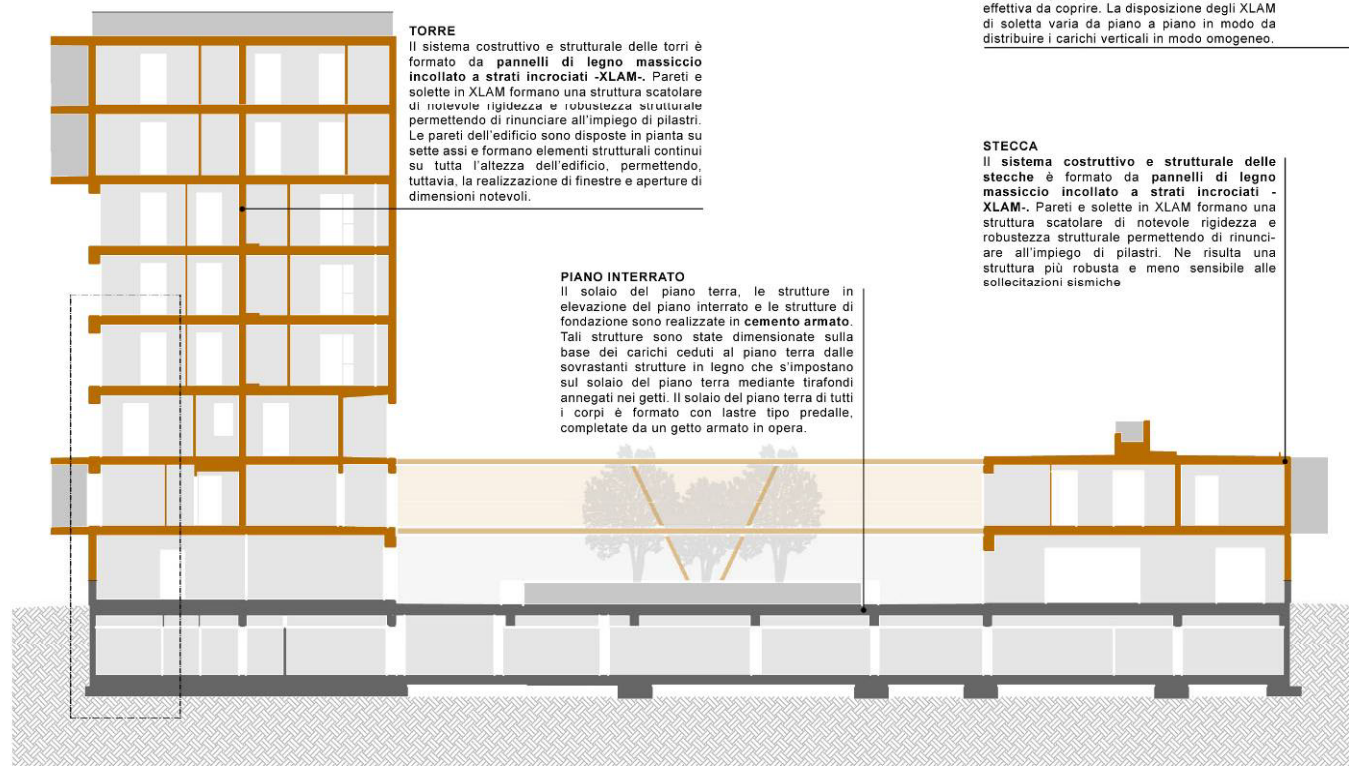 effettiva da coprire. La disposizione degli XLAM
di soletta varia da piano a piano in modo da
distribuire i carichi verticali in modo omogeneo.
TORRE
Il sistema costruttivo e strutturale delle torri è
formato da pannelli di legno massiccio
incollato a strati incrociati -XLAM-. Pareti e
solette in XLAM formano una struttura scatolare
di notevole rigidezza e robustezza strutturale
permettendo di rinunciare all'impiego di pilastri.
Le pareti dell'edificio sono disposte in pianta su
sette assi e formano elementi strutturali continui
su tutta l'altezza dell'edificio, permettendo,
tuttavia, la realizzazione di finestre e aperture di
dimensioni notevoli.
STECCA
Il sistema costruttivo e strutturale delle
stecche è formato da pannelli di legno
massiccio incollato a strati incrociati -
XLAM-. Pareti e solette in XLAM formano una
struttura scatolare di notevole rigidezza e
robustezza strutturale permettendo di rinunci-
are all'impiego di pilastri. Ne risulta una
struttura più robusta e meno sensibile alle
sollecitazioni sismiche
PIANO INTERRATO
Il solaio del piano terra, le strutture in
elevazione del piano interrato e le strutture di
fondazione sono realizzate in cemento armato.
Tali strutture sono state dimensionate sulla
base dei carichi ceduti al piano terra dalle
sovrastanti strutture in legno che s'impostano
sul solaio del piano terra mediante tirafondi
annegati nei getti. Il solaio del piano terra di tutti
i corpi è formato con lastre tipo predalle,
completate da un getto armato in opera.